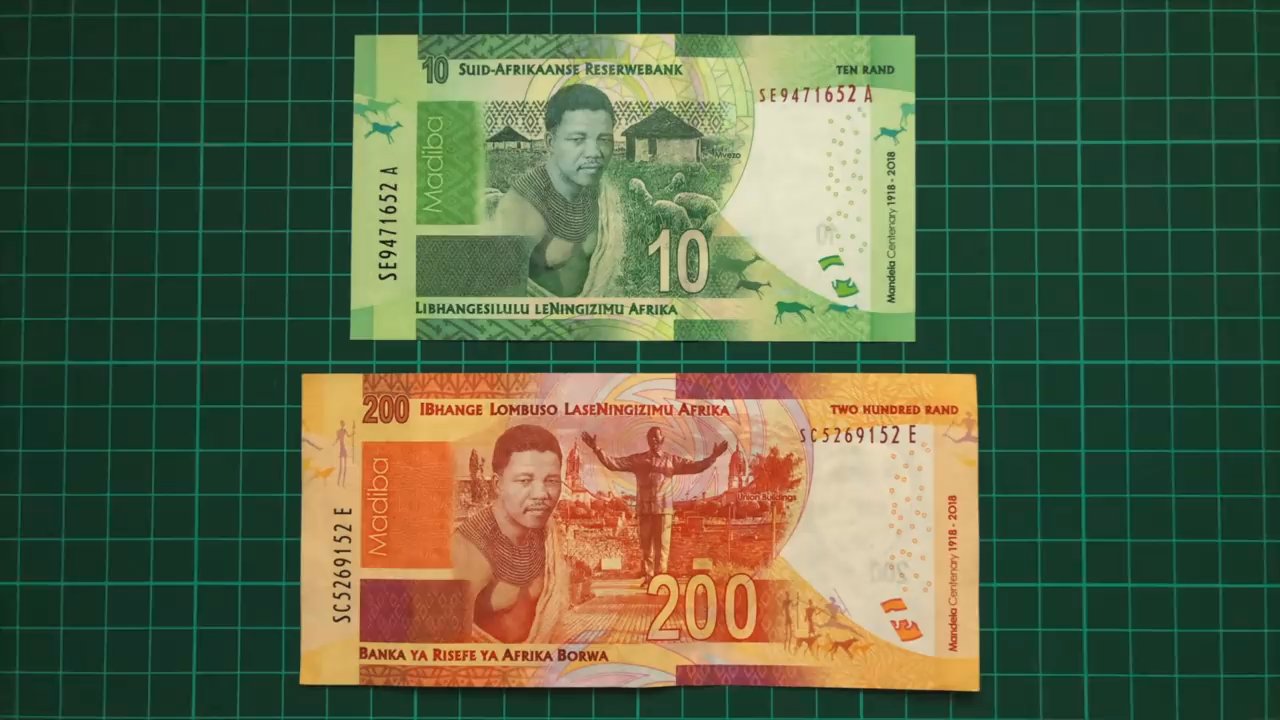 10 SUID-AFRIKAANSE RESERWEBANK
TEN RAND
SE9471652 A
Madiba
Mvezo
SE9471652 A
10
Mandela Centenary 1918 - 2018
LIBHANGESILULU LENINGIZIMU AFRIKA
200 IBHANGE LOMBUSO LASENINGIZIMU AFRIKA
TWO HUNDRED RAND
SC5269152 E
Madiba
Union Buildings
SC5269152 E
200
200
Mandela Centenary 1918 - 2018
BANKA YA RISEFE YA AFRIKA BORWA